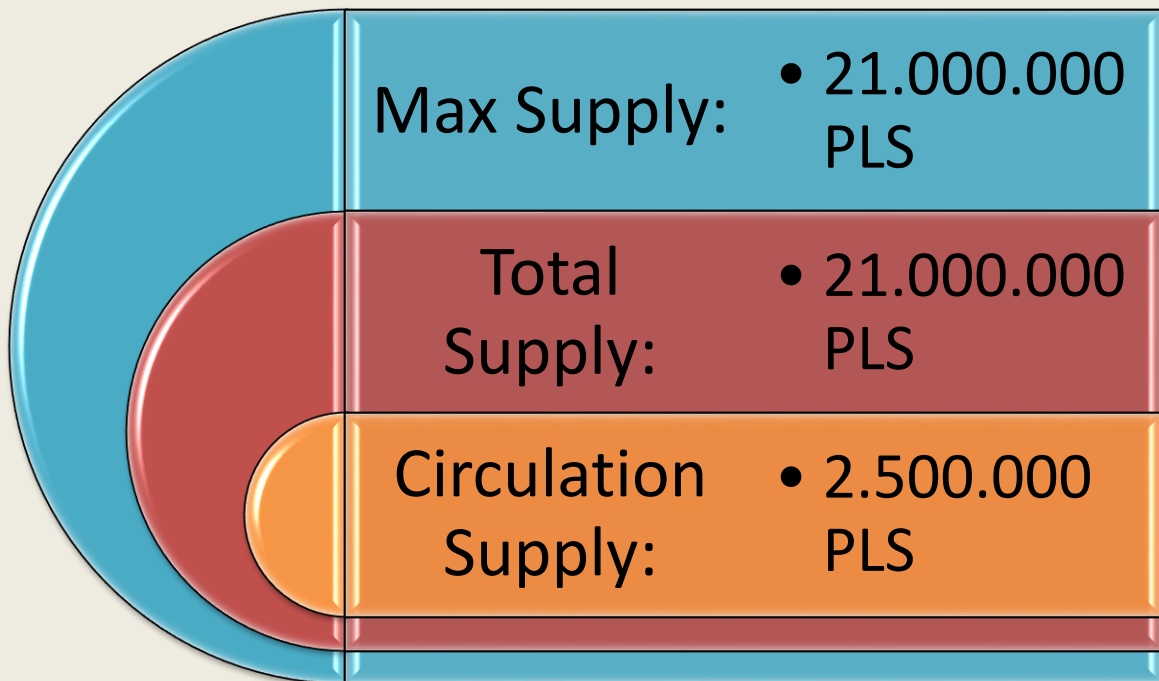 Max Supply:
• 21.000.000
PLS
Total
Supply:
• 21.000.000
PLS
Circulation
Supply:
• 2.500.000
PLS